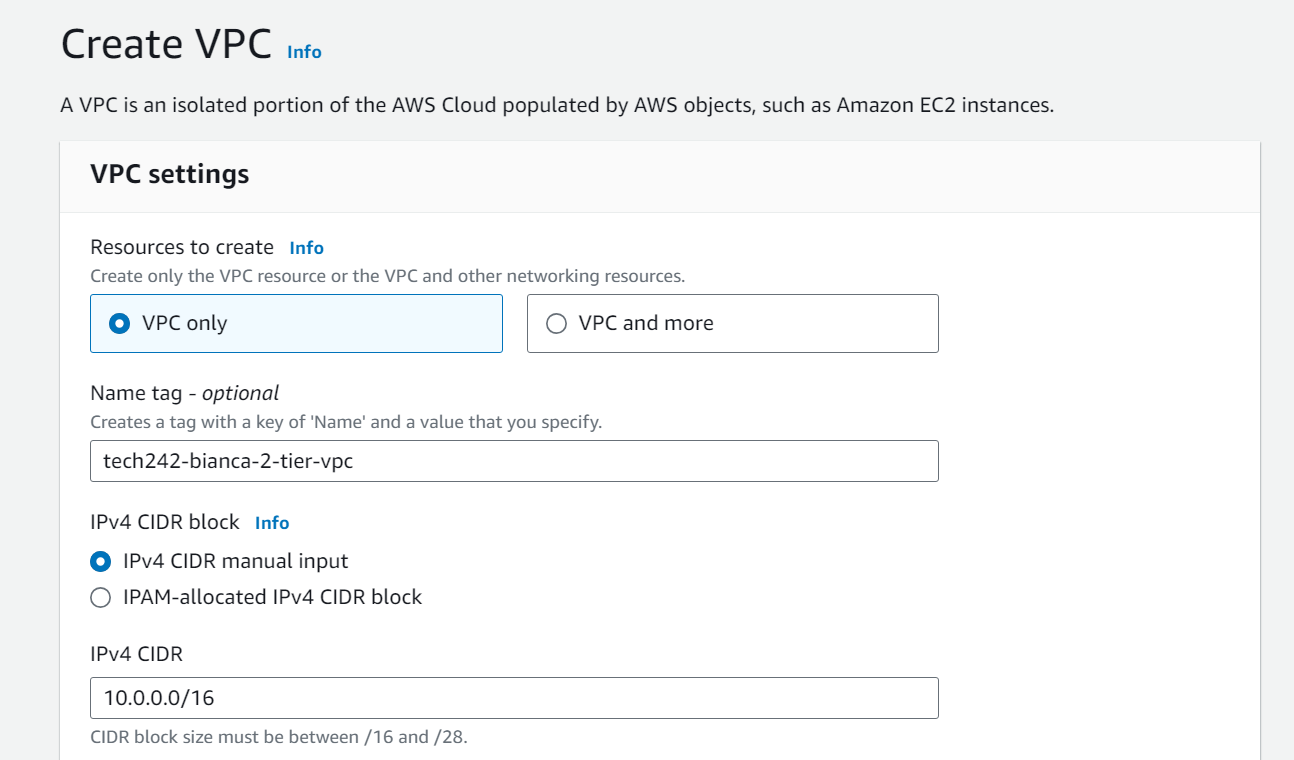 Create VPC Info
A VPC is an isolated portion of the AWS Cloud populated by AWS objects, such as Amazon EC2 instances.
VPC settings
Resources to create Info
Create only the VPC resource or the VPC and other networking resources.
VPC only
VPC and more
Name tag - optional
Creates a tag with a key of 'Name' and a value that you specify.
tech242-bianca-2-tier-vpc
IPv4 CIDR block Info
IPv4 CIDR manual input
IPAM-allocated IPv4 CIDR block
IPv4 CIDR
10.0.0.0/16
CIDR block size must be between /16 and /28.